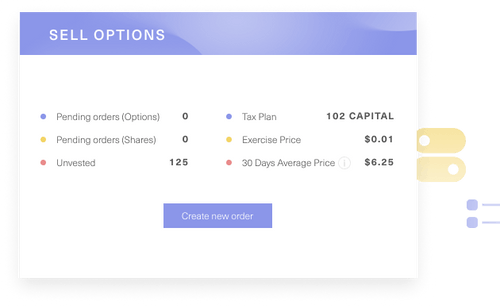 SELL OPTIONS
Pending orders (Options) 0
Tax Plan 102 CAPITAL
Pending orders (Shares) 0
Exercise Price $0.01
Unvested 125
30 Days Average Price i $6.25
Create new order